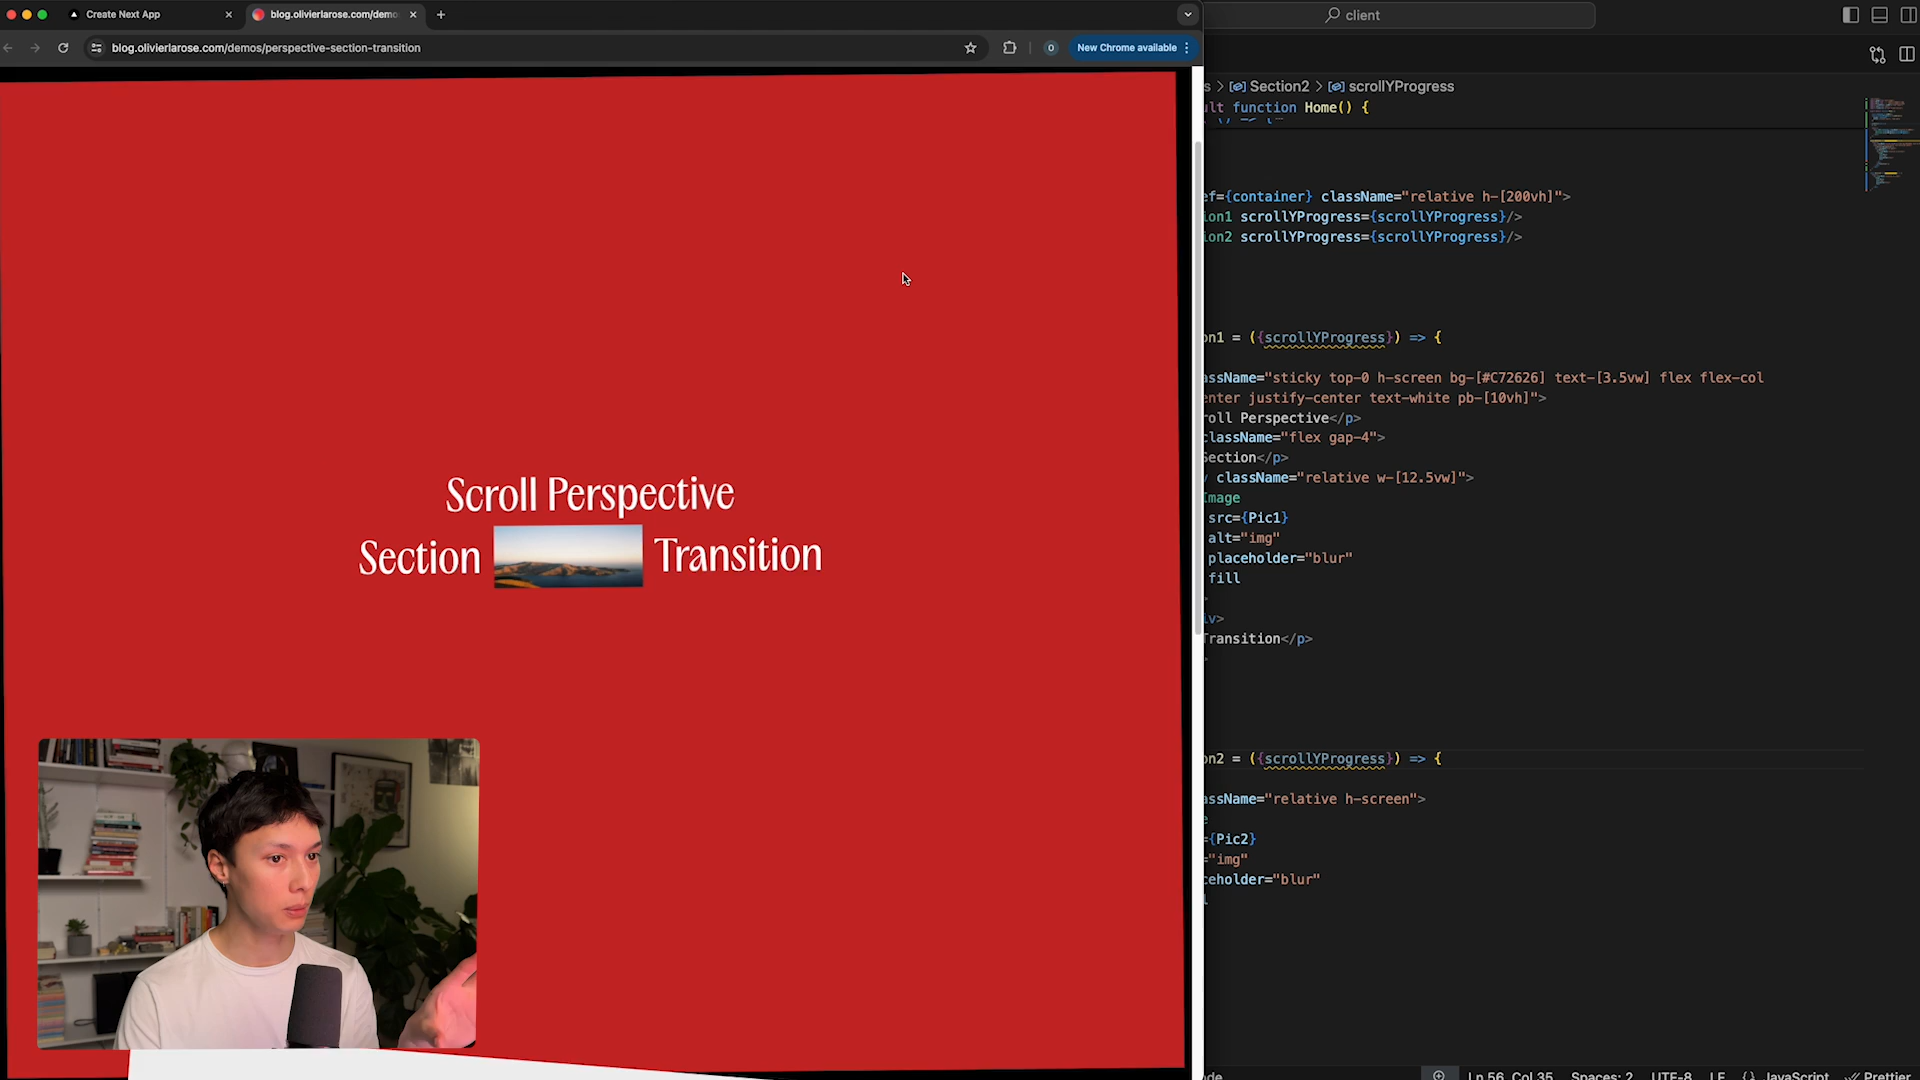 Create Next App
blog.olivierlarose.com/demo
client
blog.olivierlarose.com/demos/perspective-section-transition
New Chrome available
s > Section2 > scrollYProgress
ult function Home() {
ef={container} className="relative h-[200vh]">
ion1 scrollYProgress={scrollYProgress}/>
ion2 scrollYProgress={scrollYProgress}/>
on1 = ({scrollYProgress}) => {
assName="sticky top-0 h-screen bg-[#C72626] text-[3.5vw] flex flex-col
enter justify-center text-white pb-[10vh]">
roll Perspective</p>
className="flex gap-4">
Section</p>
className="relative w-[12.5vw]">
Image
src={Pic1}
alt="img"
placeholder="blur"
fill
iv>
Transition</p>
on2 = ({scrollYProgress}) => {
assName="relative h-screen">
e
={Pic2}
="img"
ceholder="blur"
l
Scroll Perspective
Section Transition
Ln 56, Col 35 Spaces: 2 UTF-8 LF {} JavaScript Prettier